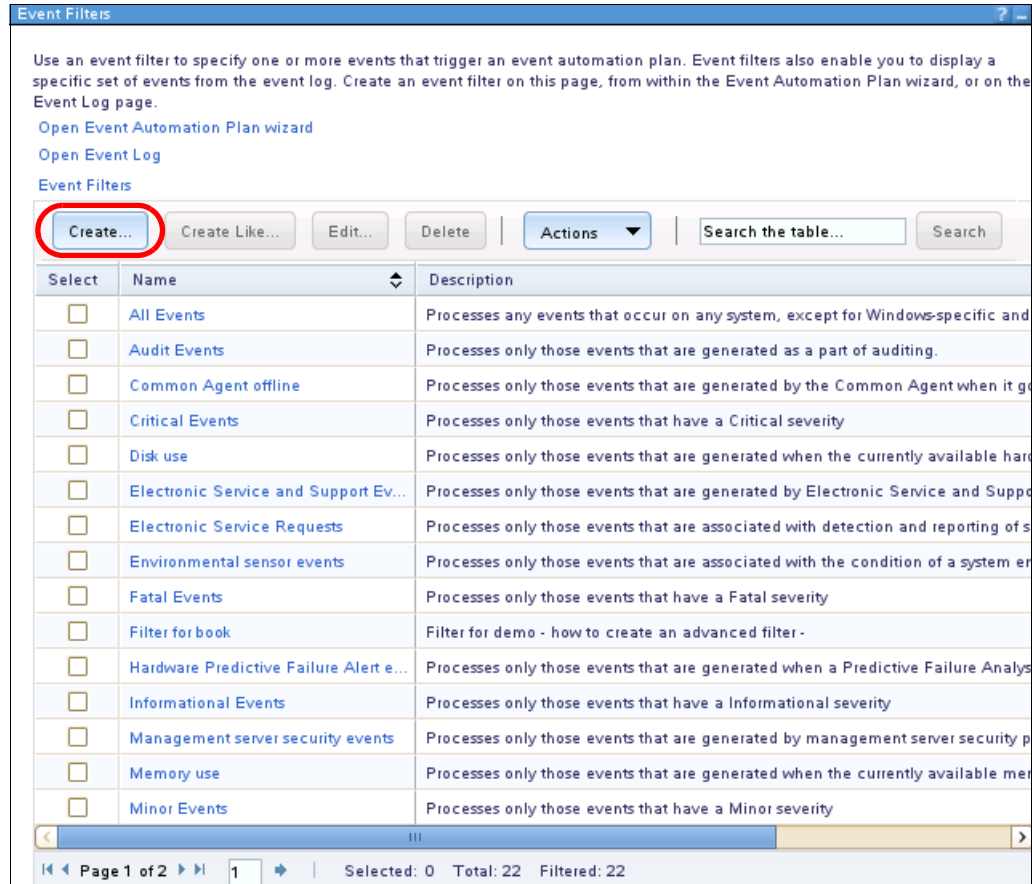 Event Filters
? –
Use an event filter to specify one or more events that trigger an event automation plan. Event filters also enable you to display a
specific set of events from the event log. Create an event filter on this page, from within the Event Automation Plan wizard, or on the
Event Log page.
Open Event Automation Plan wizard
Open Event Log
Event Filters
Create... Create Like... Edit... Delete | Actions | Search the table... Search
Select Name Description
All Events Processes any events that occur on any system, except for Windows-specific and
Audit Events Processes only those events that are generated as a part of auditing.
Common Agent offline Processes only those events that are generated by the Common Agent when it go
Critical Events Processes only those events that have a Critical severity
Disk use Processes only those events that are generated when the currently available hard
Electronic Service and Support Ev... Processes only those events that are generated by Electronic Service and Suppo
Electronic Service Requests Processes only those events that are associated with detection and reporting of s
Environmental sensor events Processes only those events that are associated with the condition of a system en
Fatal Events Processes only those events that have a Fatal severity
Filter for book Filter for demo - how to create an advanced filter -
Hardware Predictive Failure Alert e... Processes only those events that are generated when a Predictive Failure Analys
Informational Events Processes only those events that have a Informational severity
Management server security events Processes only those events that are generated by management server security p
Memory use Processes only those events that are generated when the currently available mem
Minor Events Processes only those events that have a Minor severity
Page 1 of 2 1 | Selected: 0 Total: 22 Filtered: 22